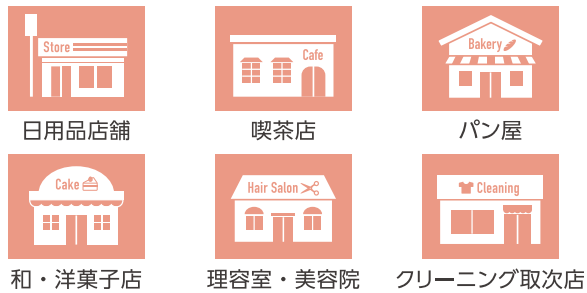 Store
日用品店舗
Cafe
喫茶店
Bakery
パン屋
Cake
和・洋菓子店
Hair Salon
理容室・美容院
Cleaning
クリーニング取次店